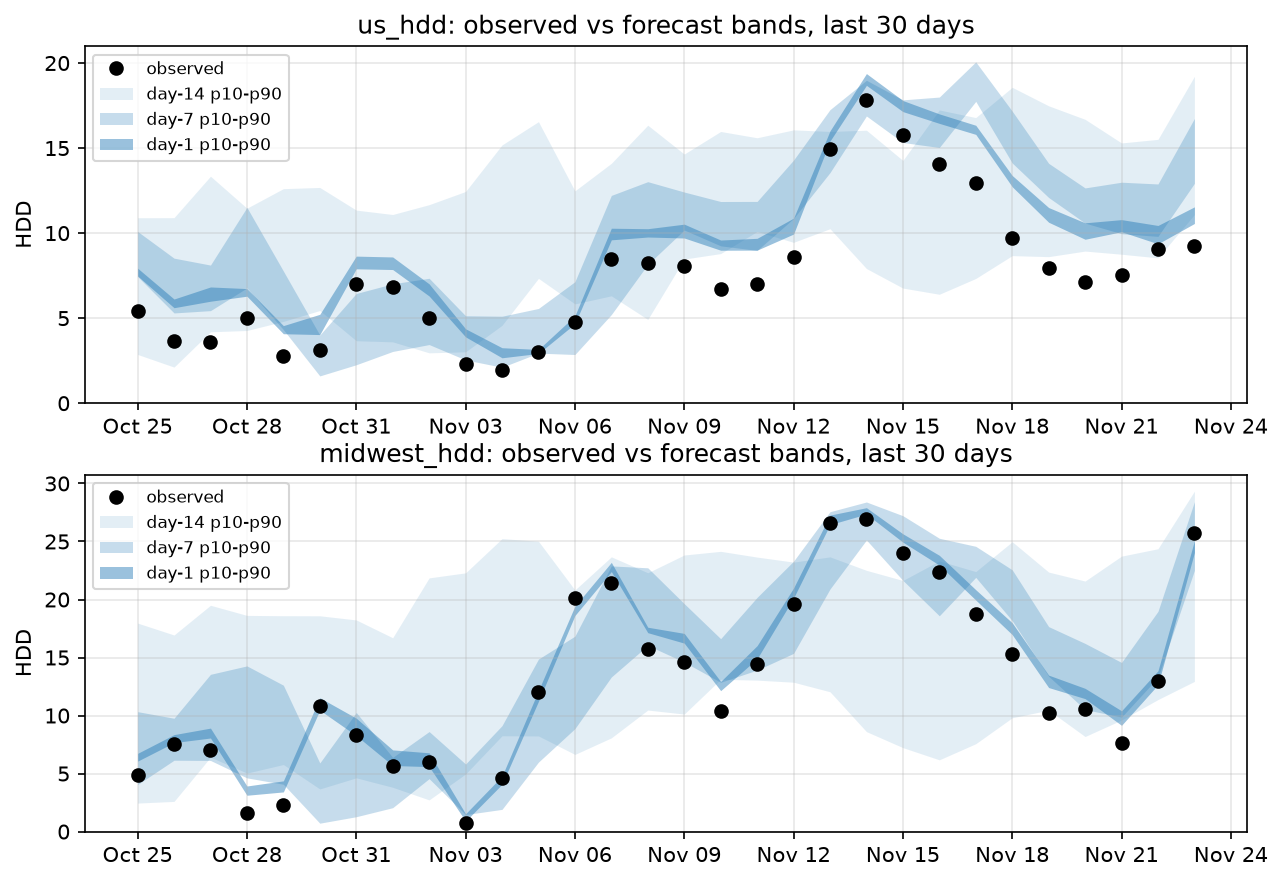 us_hdd: observed vs forecast bands, last 30 days
HDD
20
15
10
5
0
observed
day-14 p10-p90
day-7 p10-p90
day-1 p10-p90
Oct 25 Oct 28 Oct 31 Nov 03 Nov 06 Nov 09 Nov 12 Nov 15 Nov 18 Nov 21 Nov 24
midwest_hdd: observed vs forecast bands, last 30 days
HDD
30
25
20
15
10
5
0
observed
day-14 p10-p90
day-7 p10-p90
day-1 p10-p90
Oct 25 Oct 28 Oct 31 Nov 03 Nov 06 Nov 09 Nov 12 Nov 15 Nov 18 Nov 21 Nov 24